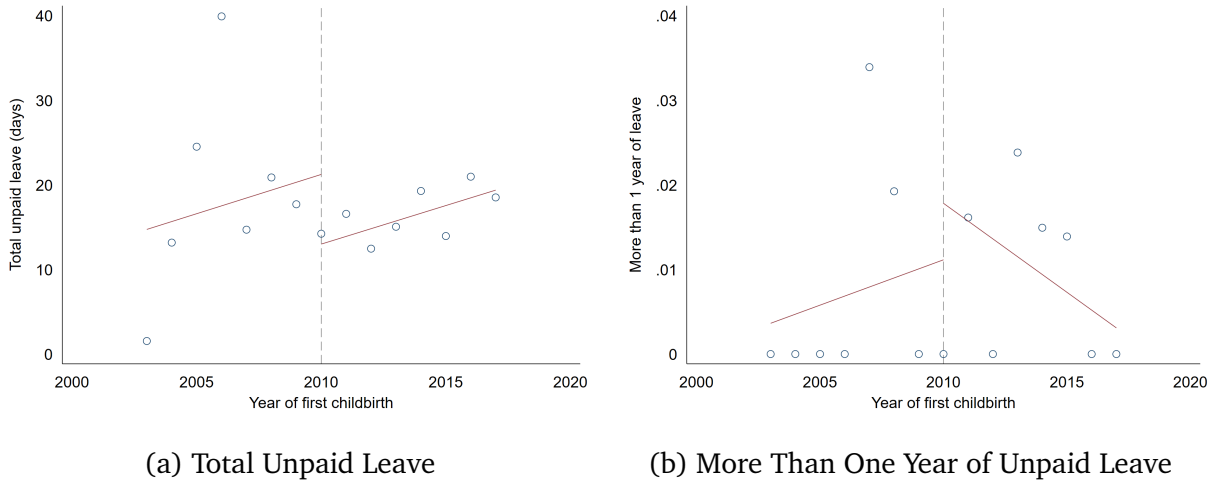 40
30
20
10
0
Total unpaid leave (days)
2000 2005 2010 2015 2020
Year of first childbirth
(a) Total Unpaid Leave
.04
.03
.02
.01
0
More than 1 year of leave
2000 2005 2010 2015 2020
Year of first childbirth
(b) More Than One Year of Unpaid Leave